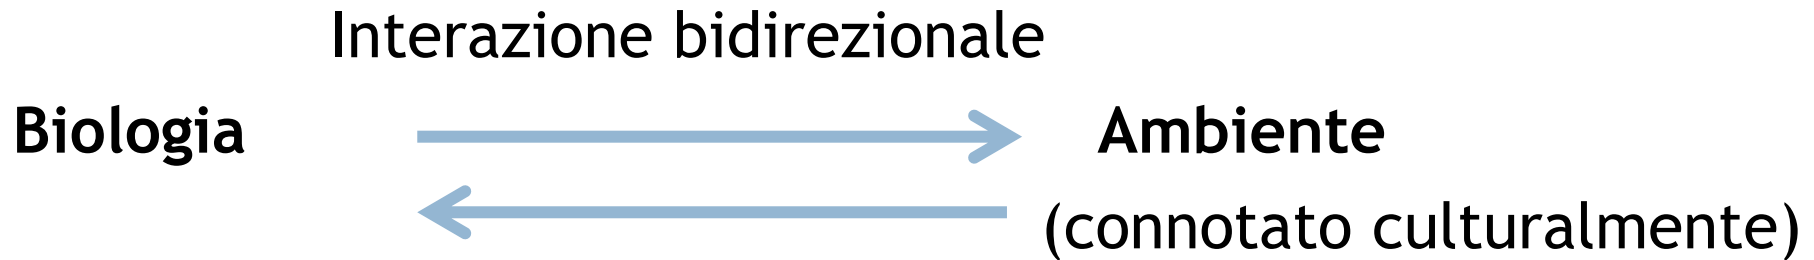 Interazione bidirezionale
Biologia Ambiente
(connotato culturalmente)